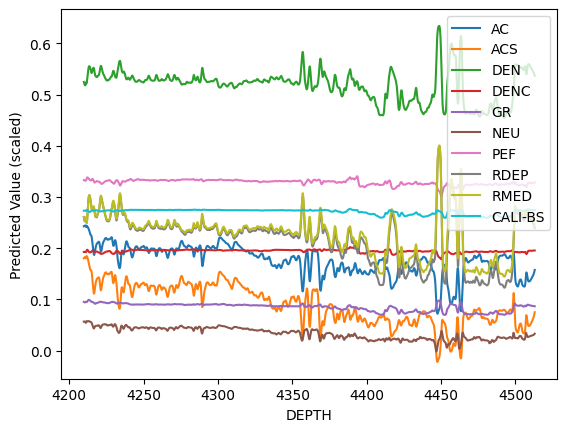 Predicted Value (scaled)
0.6
0.5
0.4
0.3
0.2
0.1
0.0
4200 4250 4300 4350 4400 4450 4500
DEPTH
AC
ACS
DEN
DENC
GR
NEU
PEF
RDEP
RMED
CALI-BS